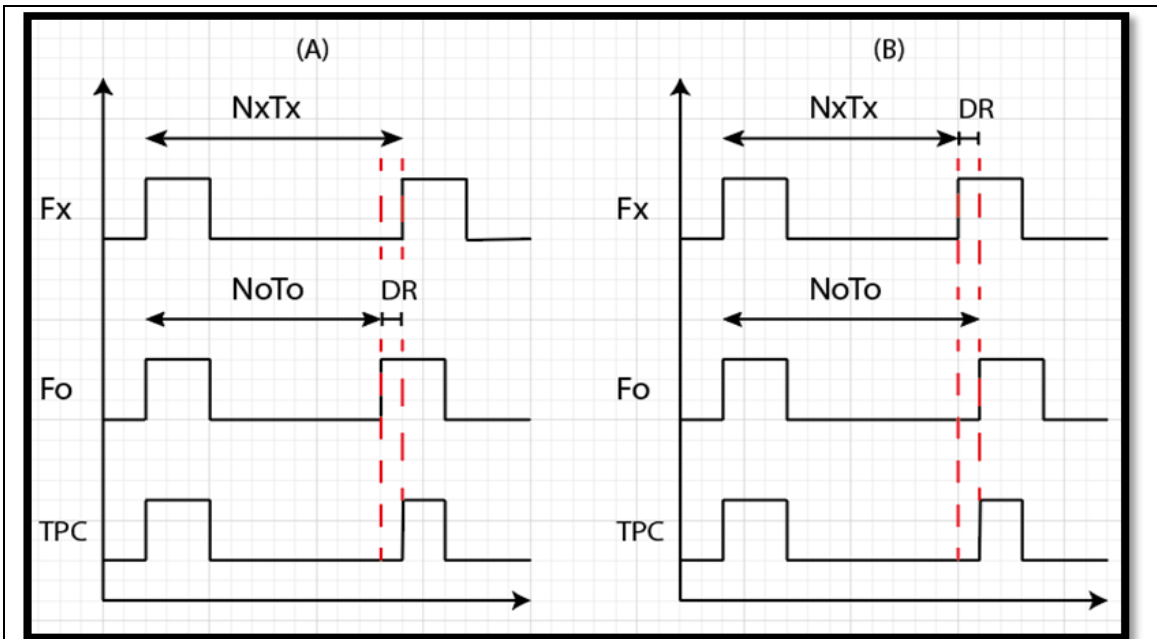 (A)
NxTx
Fx
NoTo
DR
Fo
TPC
(B)
NxTx
DR
Fx
NoTo
Fo
TPC